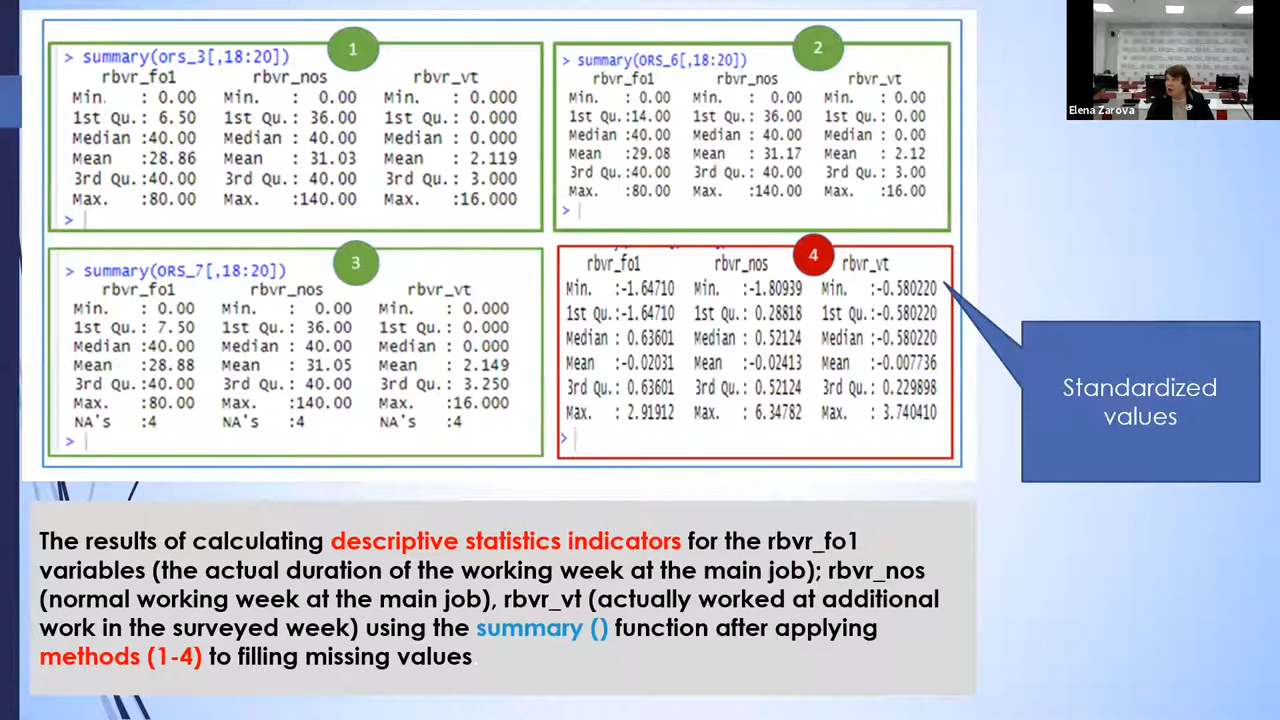 1
> summary(ors_3[,18:20])
rbvr_fo1 rbvr_nos rbvr_vt
Min. : 0.00 Min. : 0.00 Min. : 0.000
1st Qu.: 6.50 1st Qu.: 36.00 1st Qu.: 0.000
Median :40.00 Median : 40.00 Median : 0.000
Mean :28.86 Mean : 31.03 Mean : 2.119
3rd Qu.:40.00 3rd Qu.: 40.00 3rd Qu.: 3.000
Max. :80.00 Max. :140.00 Max. :16.000
>
2
> summary(ORS_6[,18:20])
rbvr_fo1 rbvr_nos rbvr_vt
Min. : 0.00 Min. : 0.00 Min. : 0.00
1st Qu.:14.00 1st Qu.: 36.00 1st Qu.: 0.00
Median :40.00 Median : 40.00 Median : 0.00
Mean :29.08 Mean : 31.17 Mean : 2.12
3rd Qu.:40.00 3rd Qu.: 40.00 3rd Qu.: 3.00
Max. :80.00 Max. :140.00 Max. :16.00
>
3
> summary(ORS_7[,18:20])
rbvr_fo1 rbvr_nos rbvr_vt
Min. : 0.00 Min. : 0.00 Min. : 0.000
1st Qu.: 7.50 1st Qu.: 36.00 1st Qu.: 0.000
Median :40.00 Median : 40.00 Median : 0.000
Mean :28.88 Mean : 31.05 Mean : 2.149
3rd Qu.:40.00 3rd Qu.: 40.00 3rd Qu.: 3.250
Max. :80.00 Max. :140.00 Max. :16.000
NA's :4 NA's :4 NA's :4
>
4
rbvr_fo1 rbvr_nos rbvr_vt
Min. :-1.64710 Min. :-1.80939 Min. :-0.580220
1st Qu.:-1.64710 1st Qu.: 0.28818 1st Qu.:-0.580220
Median : 0.63601 Median : 0.52124 Median :-0.580220
Mean :-0.02031 Mean :-0.02413 Mean :-0.007736
3rd Qu.: 0.63601 3rd Qu.: 0.52124 3rd Qu.: 0.229898
Max. : 2.91912 Max. : 6.34782 Max. : 3.740410
>
Standardized
values
Elena Zarova
The results of calculating descriptive statistics indicators for the rbvr_fo1
variables (the actual duration of the working week at the main job); rbvr_nos
(normal working week at the main job), rbvr_vt (actually worked at additional
work in the surveyed week) using the summary () function after applying
methods (1-4) to filling missing values.